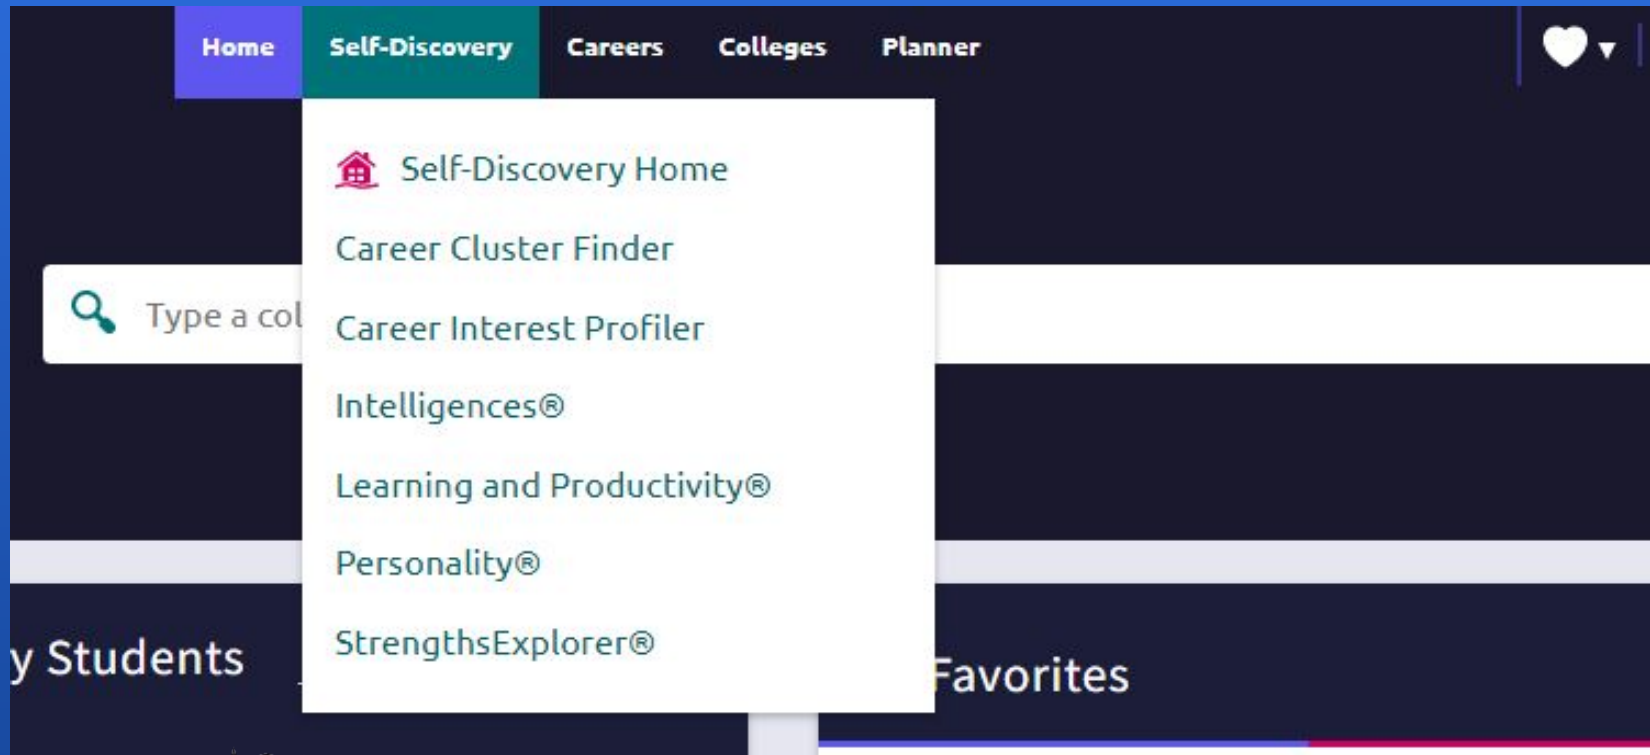 Home Self-Discovery Careers Colleges Planner
Self-Discovery Home
Career Cluster Finder
Type a col
Career Interest Profiler
Intelligences®
Learning and Productivity®
Personality®
StrengthsExplorer®
y Students
Favorites